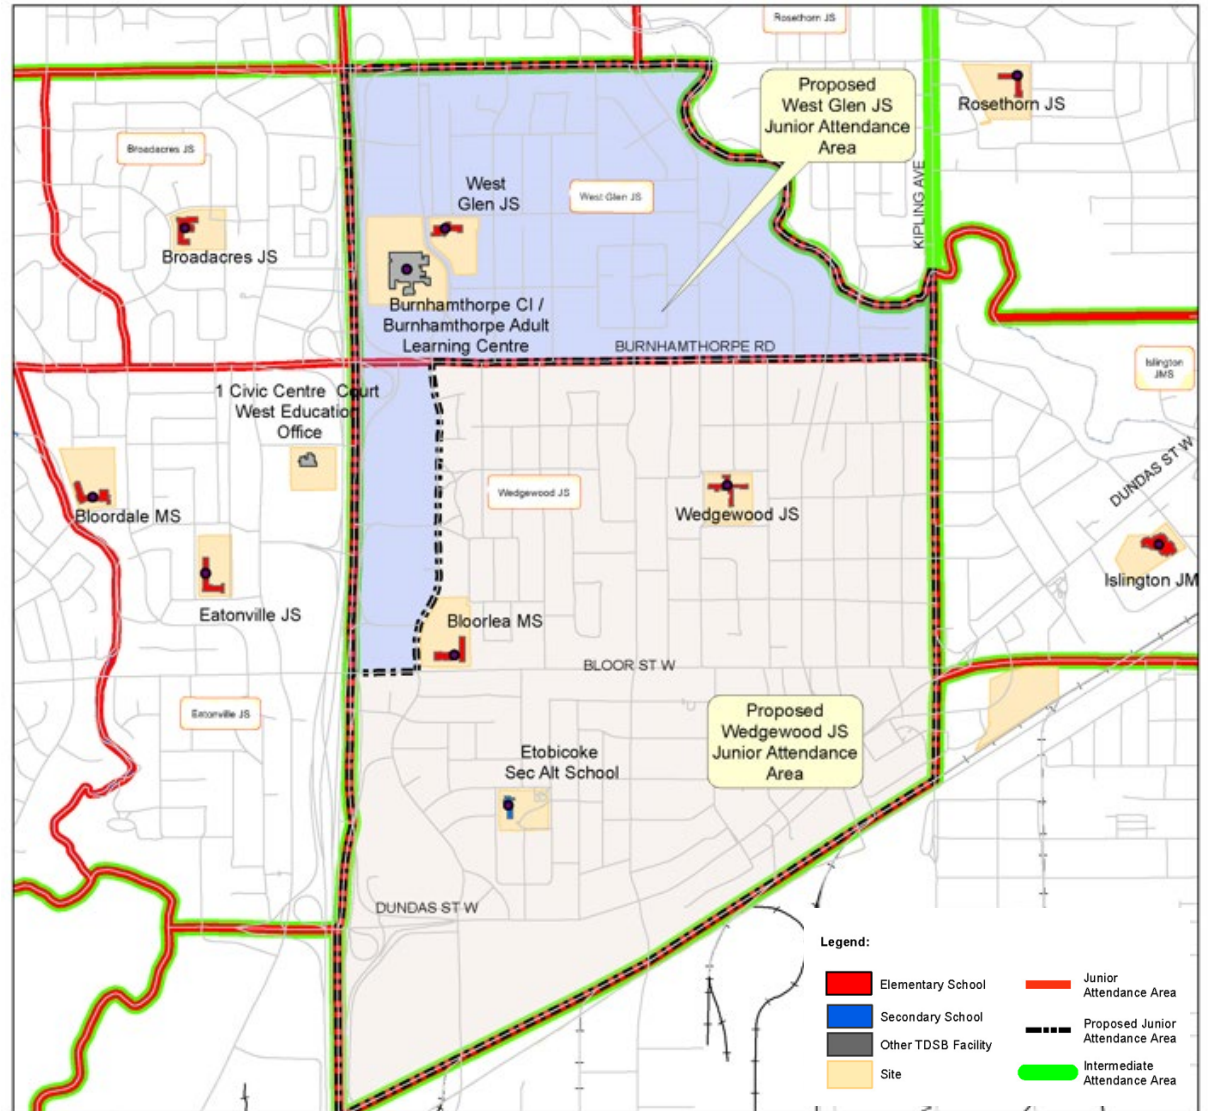 Rosethorn JS
Proposed
West Glen JS
Junior Attendance
Area
Rosethorn JS
Broadacres JS
West
Glen JS
West Glen JS
KIPLING AVE
Broadacres JS
Burnhamthorpe CI /
Burnhamthorpe Adult
Learning Centre
BURNHAMTHORPE RD
Islington
JMS
1 Civic Centre Court
West Education
Office
DUNDAS ST W
Wedgewood JS
Wedgewood JS
Bloordale MS
Islington JM
Eatonville JS
Bloorlea MS
BLOOR ST W
Eatonville JS
Proposed
Wedgewood JS
Junior Attendance
Area
Etobicoke
Sec Alt School
DUNDAS ST W
Legend:
Elementary School
Secondary School
Other TDSB Facility
Site
Junior
Attendance Area
Proposed Junior
Attendance Area
Intermediate
Attendance Area